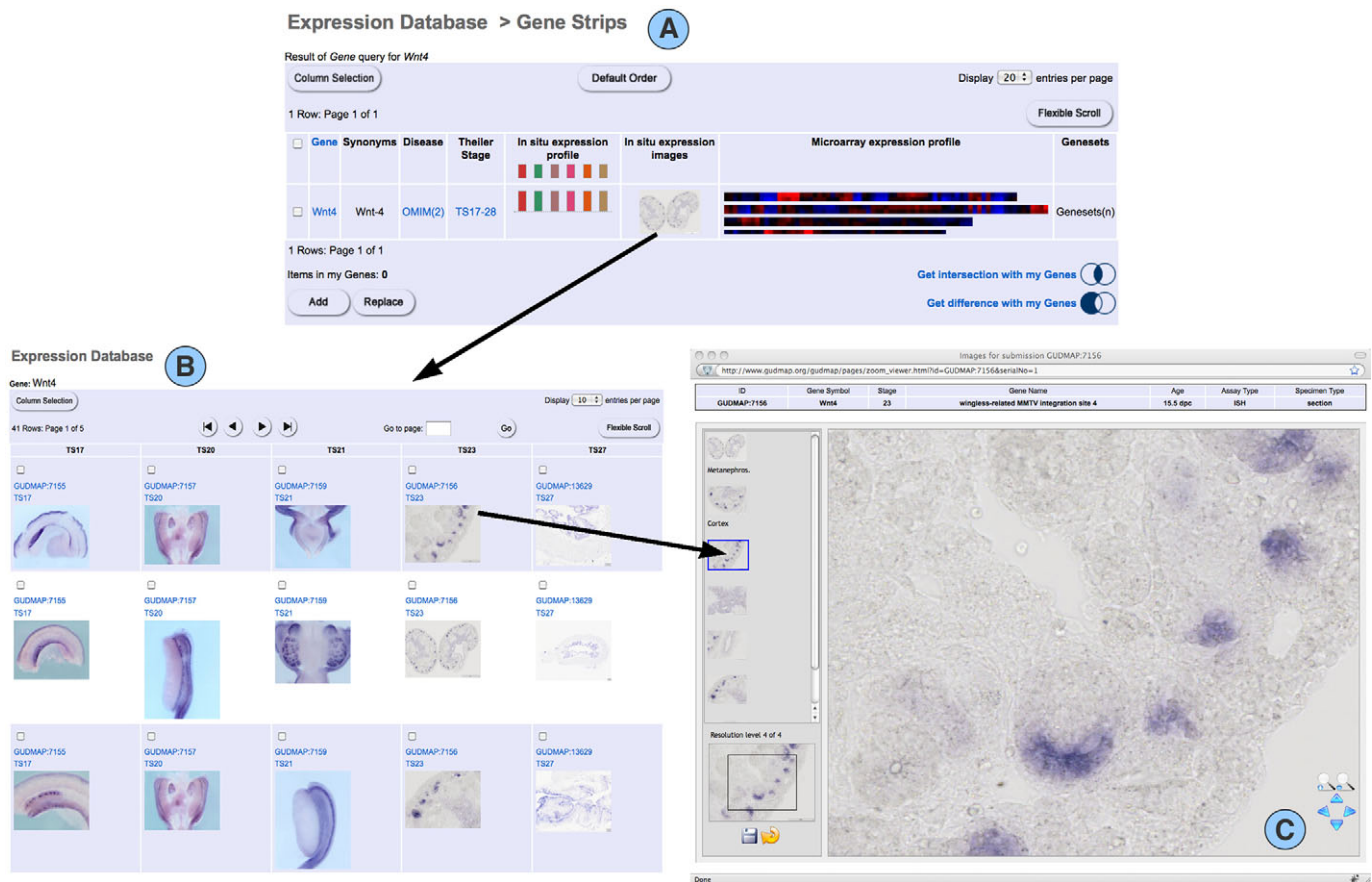 Expression Database > Gene Strips
A
Result of Gene query for Wnt4
Column Selection
Default Order
Display 20 entries per page
1 Row: Page 1 of 1
Flexible Scroll
Gene Synonyms Disease Theiler Stage In situ expression profile In situ expression images Microarray expression profile Genesets
Wnt4 Wnt-4 OMIM(2) TS17-28 Genesets(n)
1 Rows: Page 1 of 1
Items in my Genes: 0
Get intersection with my Genes
Add Replace
Get difference with my Genes
Expression Database
B
Gene: Wnt4
Column Selection
Display 10 entries per page
41 Rows: Page 1 of 5
Go to page:
Go
Flexible Scroll
TS17 TS20 TS21 TS23 TS27
GUDMAP:7155 GUDMAP:7157 GUDMAP:7159 GUDMAP:7156 GUDMAP:13629
TS17 TS20 TS21 TS23 TS27
GUDMAP:7155 GUDMAP:7157 GUDMAP:7159 GUDMAP:7156 GUDMAP:13629
TS17 TS20 TS21 TS23 TS27
GUDMAP:7155 GUDMAP:7157 GUDMAP:7159 GUDMAP:7156 GUDMAP:13629
TS17 TS20 TS21 TS23 TS27
Images for submission GUDMAP:7156
http://www.gudmap.org/gudmap/pages/zoom_viewer.html?id=GUDMAP:7156&serialNo=1
ID Gene Symbol Stage Gene Name Age Assay Type Specimen Type
GUDMAP:7156 Wnt4 23 wingless-related MMTV integration site 4 15.5 dpc ISH section
Metanephros.
Cortex
Resolution level 4 of 4
C
Done